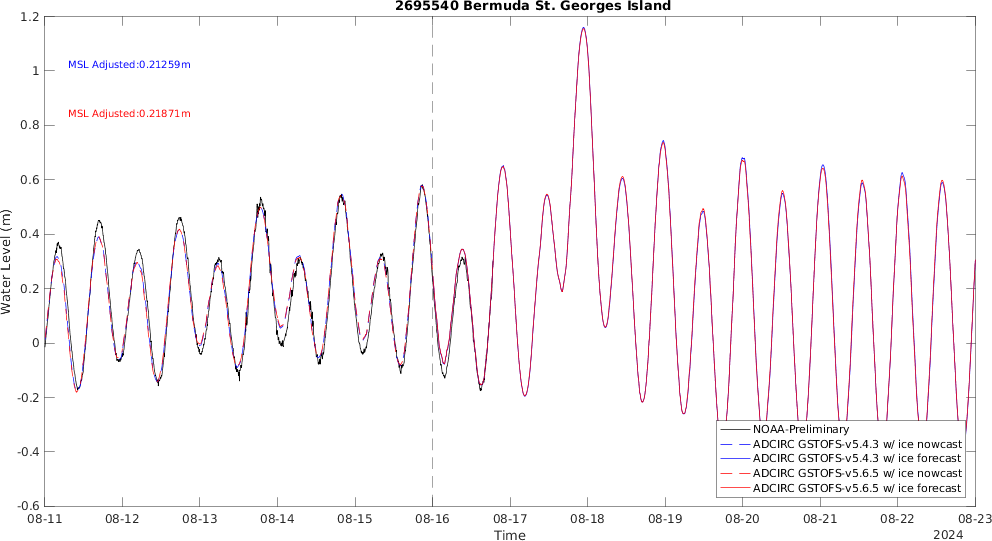 2695540 Bermuda St. Georges Island
MSL Adjusted:0.21259m
MSL Adjusted:0.21871m
Water Level (m)
1.2
1
0.8
0.6
0.4
0.2
0
-0.2
-0.4
-0.6
NOAA-Preliminary
ADCIRC GSTOFS-v5.4.3 w/ ice nowcast
ADCIRC GSTOFS-v5.4.3 w/ ice forecast
ADCIRC GSTOFS-v5.6.5 w/ ice nowcast
ADCIRC GSTOFS-v5.6.5 w/ ice forecast
08-11 08-12 08-13 08-14 08-15 08-16 08-17 08-18 08-19 08-20 08-21 08-22 08-23
Time
2024